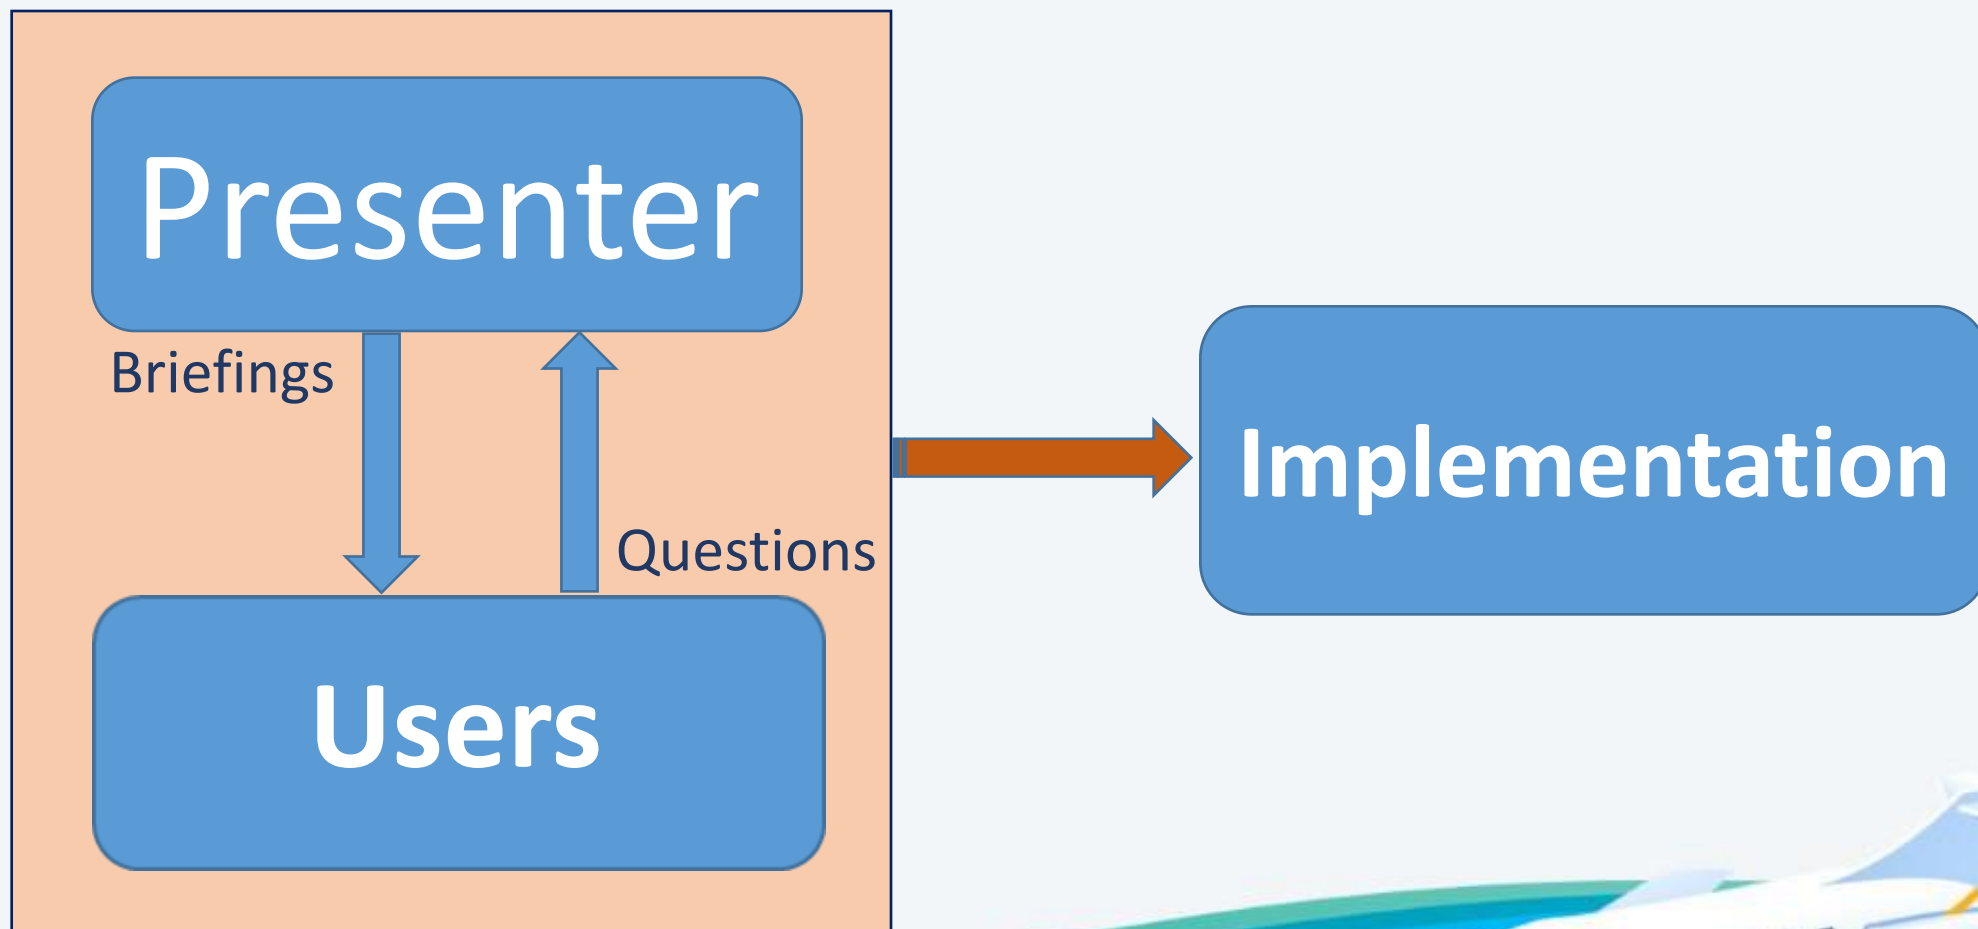 Presenter
Briefings
Questions
Users
Implementation